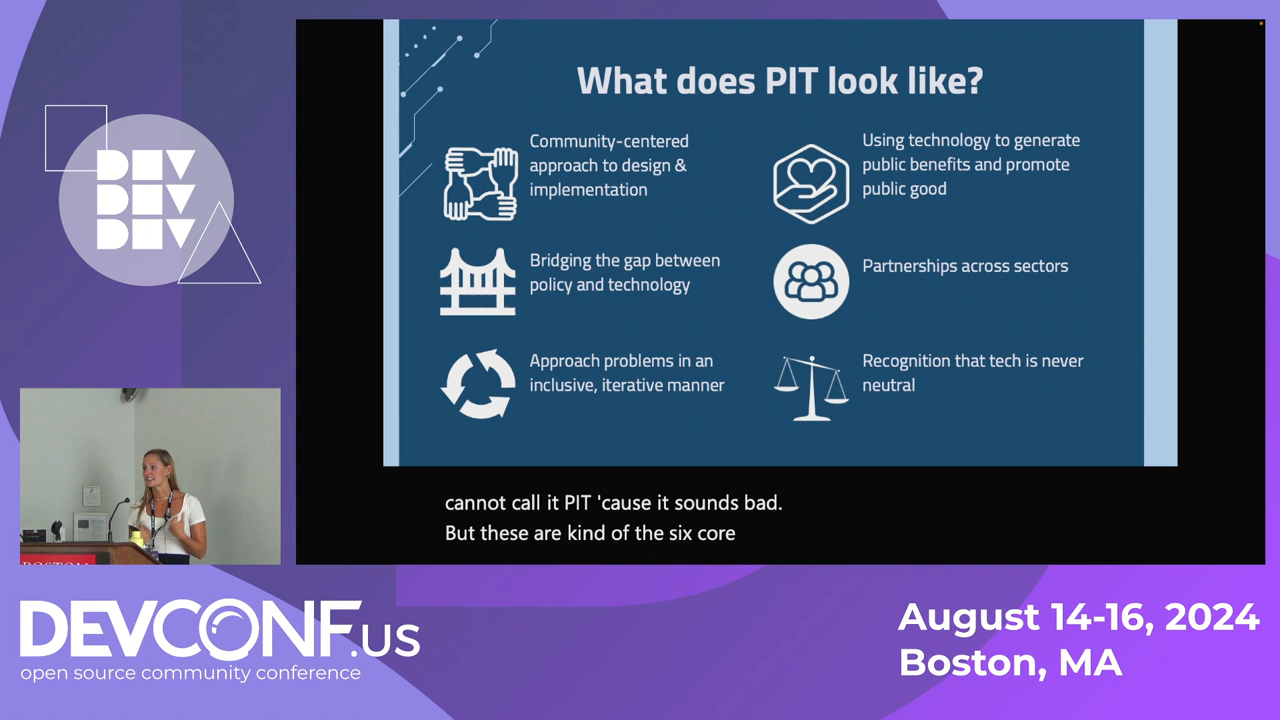 What does PIT look like?
Community-centered
approach to design &
implementation
Using technology to generate
public benefits and promote
public good
Bridging the gap between
policy and technology
Partnerships across sectors
Approach problems in an
inclusive, iterative manner
Recognition that tech is never
neutral
cannot call it PIT 'cause it sounds bad.
But these are kind of the six core
DEV
DEV
DEV
BOSTON
DEVCONF.US
open source community conference
August 14-16, 2024
Boston, MA